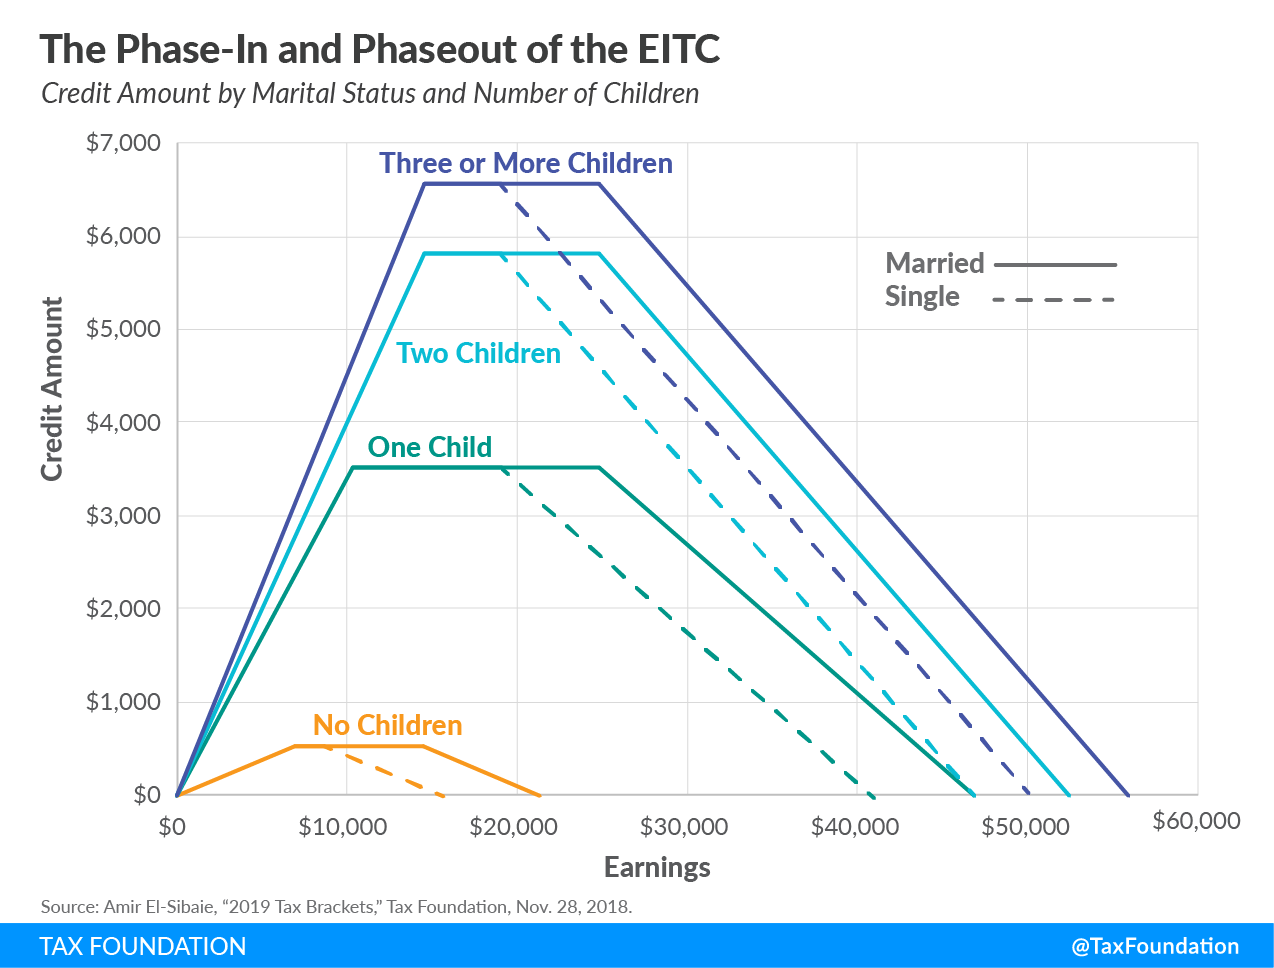 The Phase-In and Phaseout of the EITC
Credit Amount by Marital Status and Number of Children
$7,000
$6,000
$5,000
$4,000
$3,000
$2,000
$1,000
$0
Credit Amount
Three or More Children
Two Children
One Child
No Children
Married
Single
$0
$10,000
$20,000
$30,000
$40,000
$50,000
$60,000
Earnings
Source: Amir El-Sibaie, “2019 Tax Brackets,” Tax Foundation, Nov. 28, 2018.
TAX FOUNDATION
@TaxFoundation